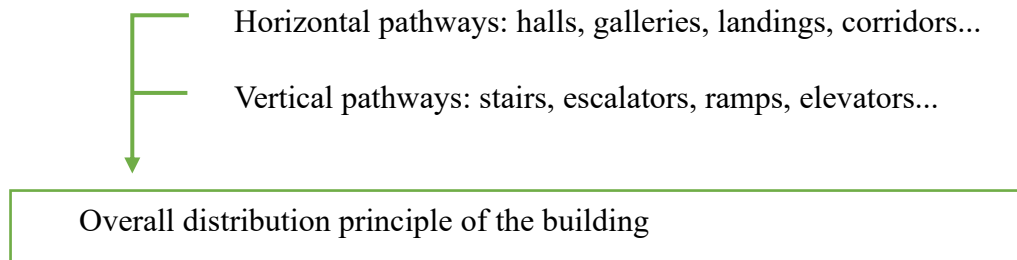 Horizontal pathways: halls, galleries, landings, corridors...
Vertical pathways: stairs, escalators, ramps, elevators...
Overall distribution principle of the building